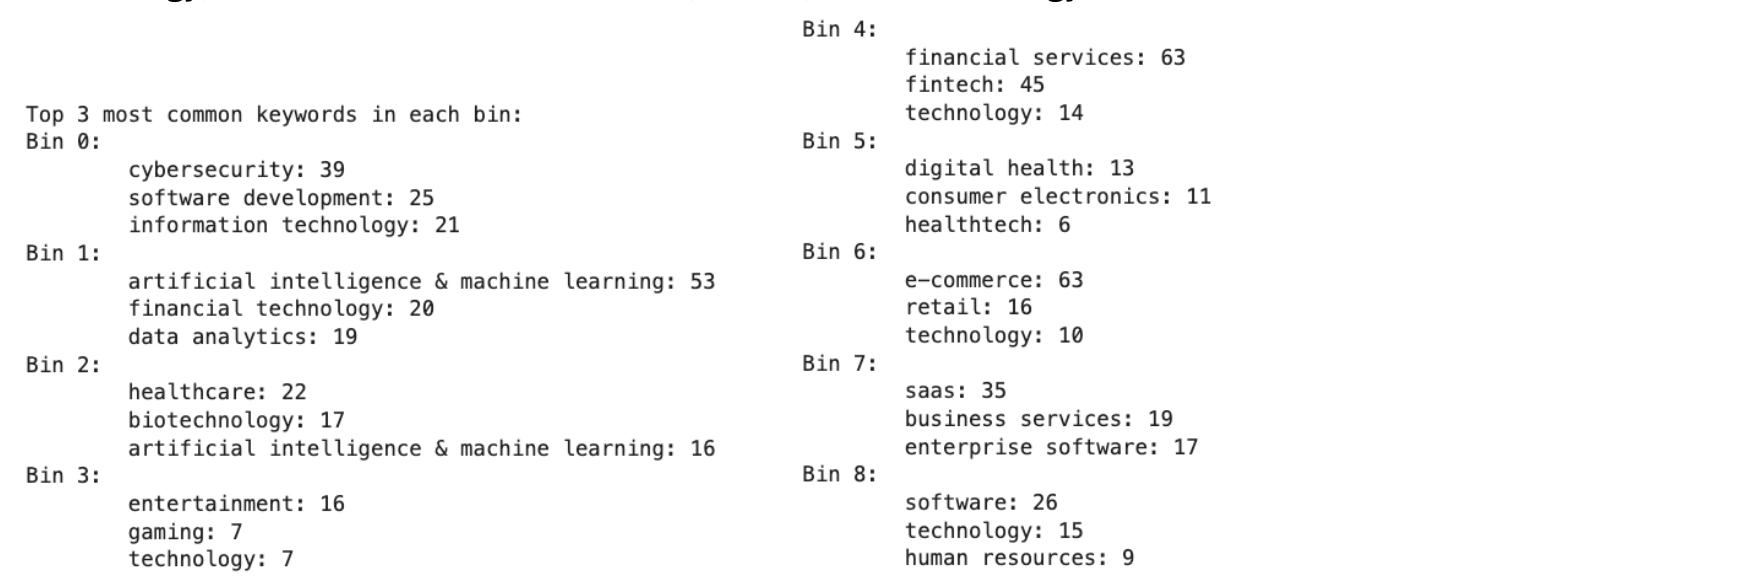 Top 3 most common keywords in each bin:
Bin 0:
cybersecurity: 39
software development: 25
information technology: 21
Bin 1:
artificial intelligence & machine learning: 53
financial technology: 20
data analytics: 19
Bin 2:
healthcare: 22
biotechnology: 17
artificial intelligence & machine learning: 16
Bin 3:
entertainment: 16
gaming: 7
technology: 7
Bin 4:
financial services: 63
fintech: 45
technology: 14
Bin 5:
digital health: 13
consumer electronics: 11
healthtech: 6
Bin 6:
e-commerce: 63
retail: 16
technology: 10
Bin 7:
saas: 35
business services: 19
enterprise software: 17
Bin 8:
software: 26
technology: 15
human resources: 9